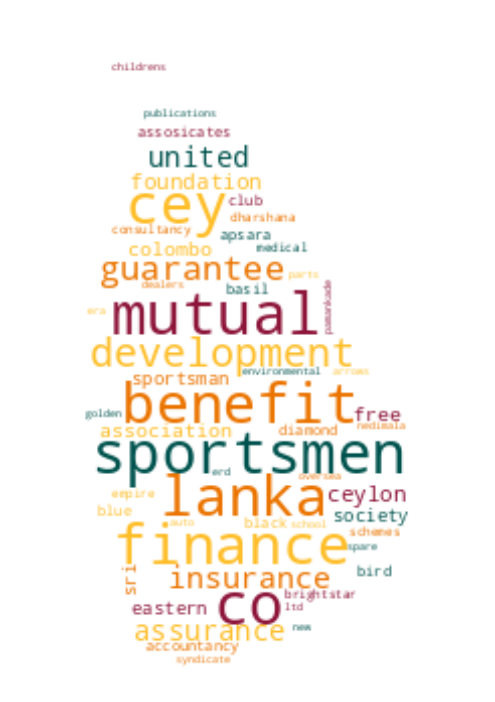 childrens
publications
assosicates
united
foundation
cey club
dharshana
consultancy apsara
colombo medical
guarantee parts
dealers basil
pamankade
era mutual
development
environmental arrows
sportsman
golden benefit free
association diamond nedimala
sportsmen
erd oversea
lanka
empire ceylon
blue society
auto black school
schemes
finance spare
sri insurance bird
co brightstar
eastern ltd
assurance new
accountancy
syndicate